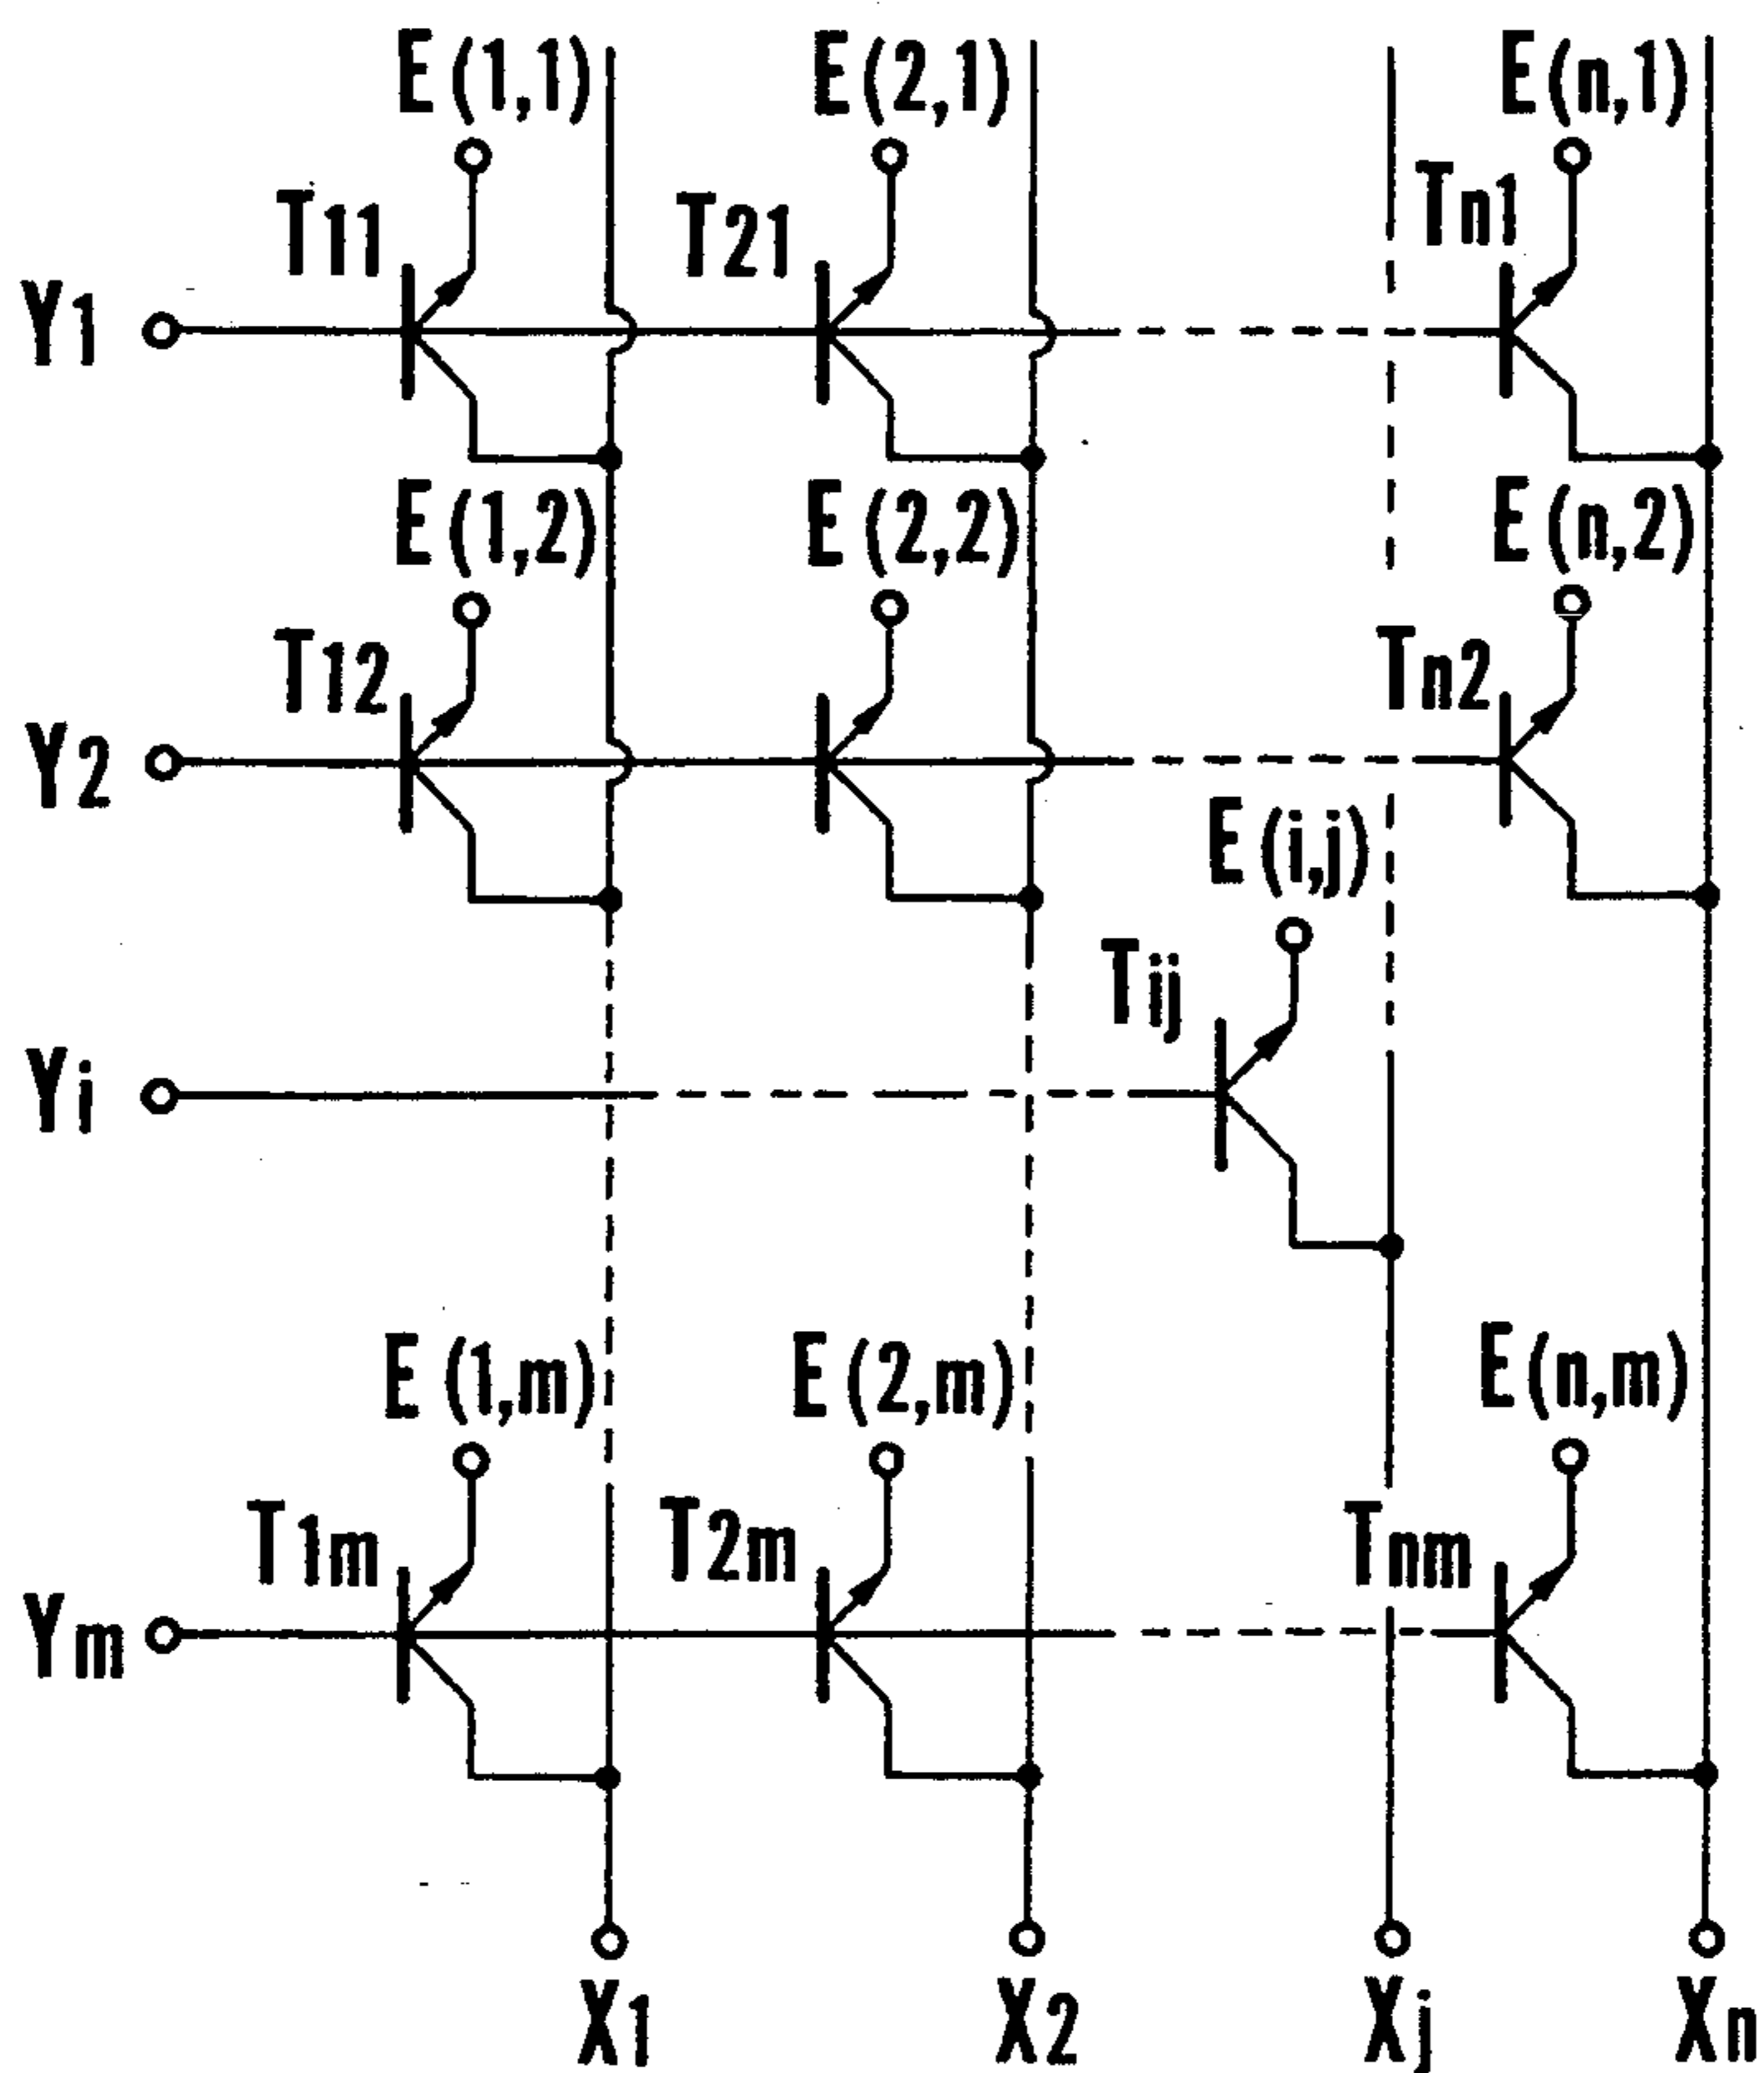 E(1,1) E(2,1) E(n,1)
T11 T21 Tn1
Y1
E(1,2) E(2,2) E(n,2)
T12 Tn2
Y2
E(i,j)
Tij
Yi
E(1,m) E(2,m) E(n,m)
T1m T2m Tnm
Ym
X1 X2 Xj Xn